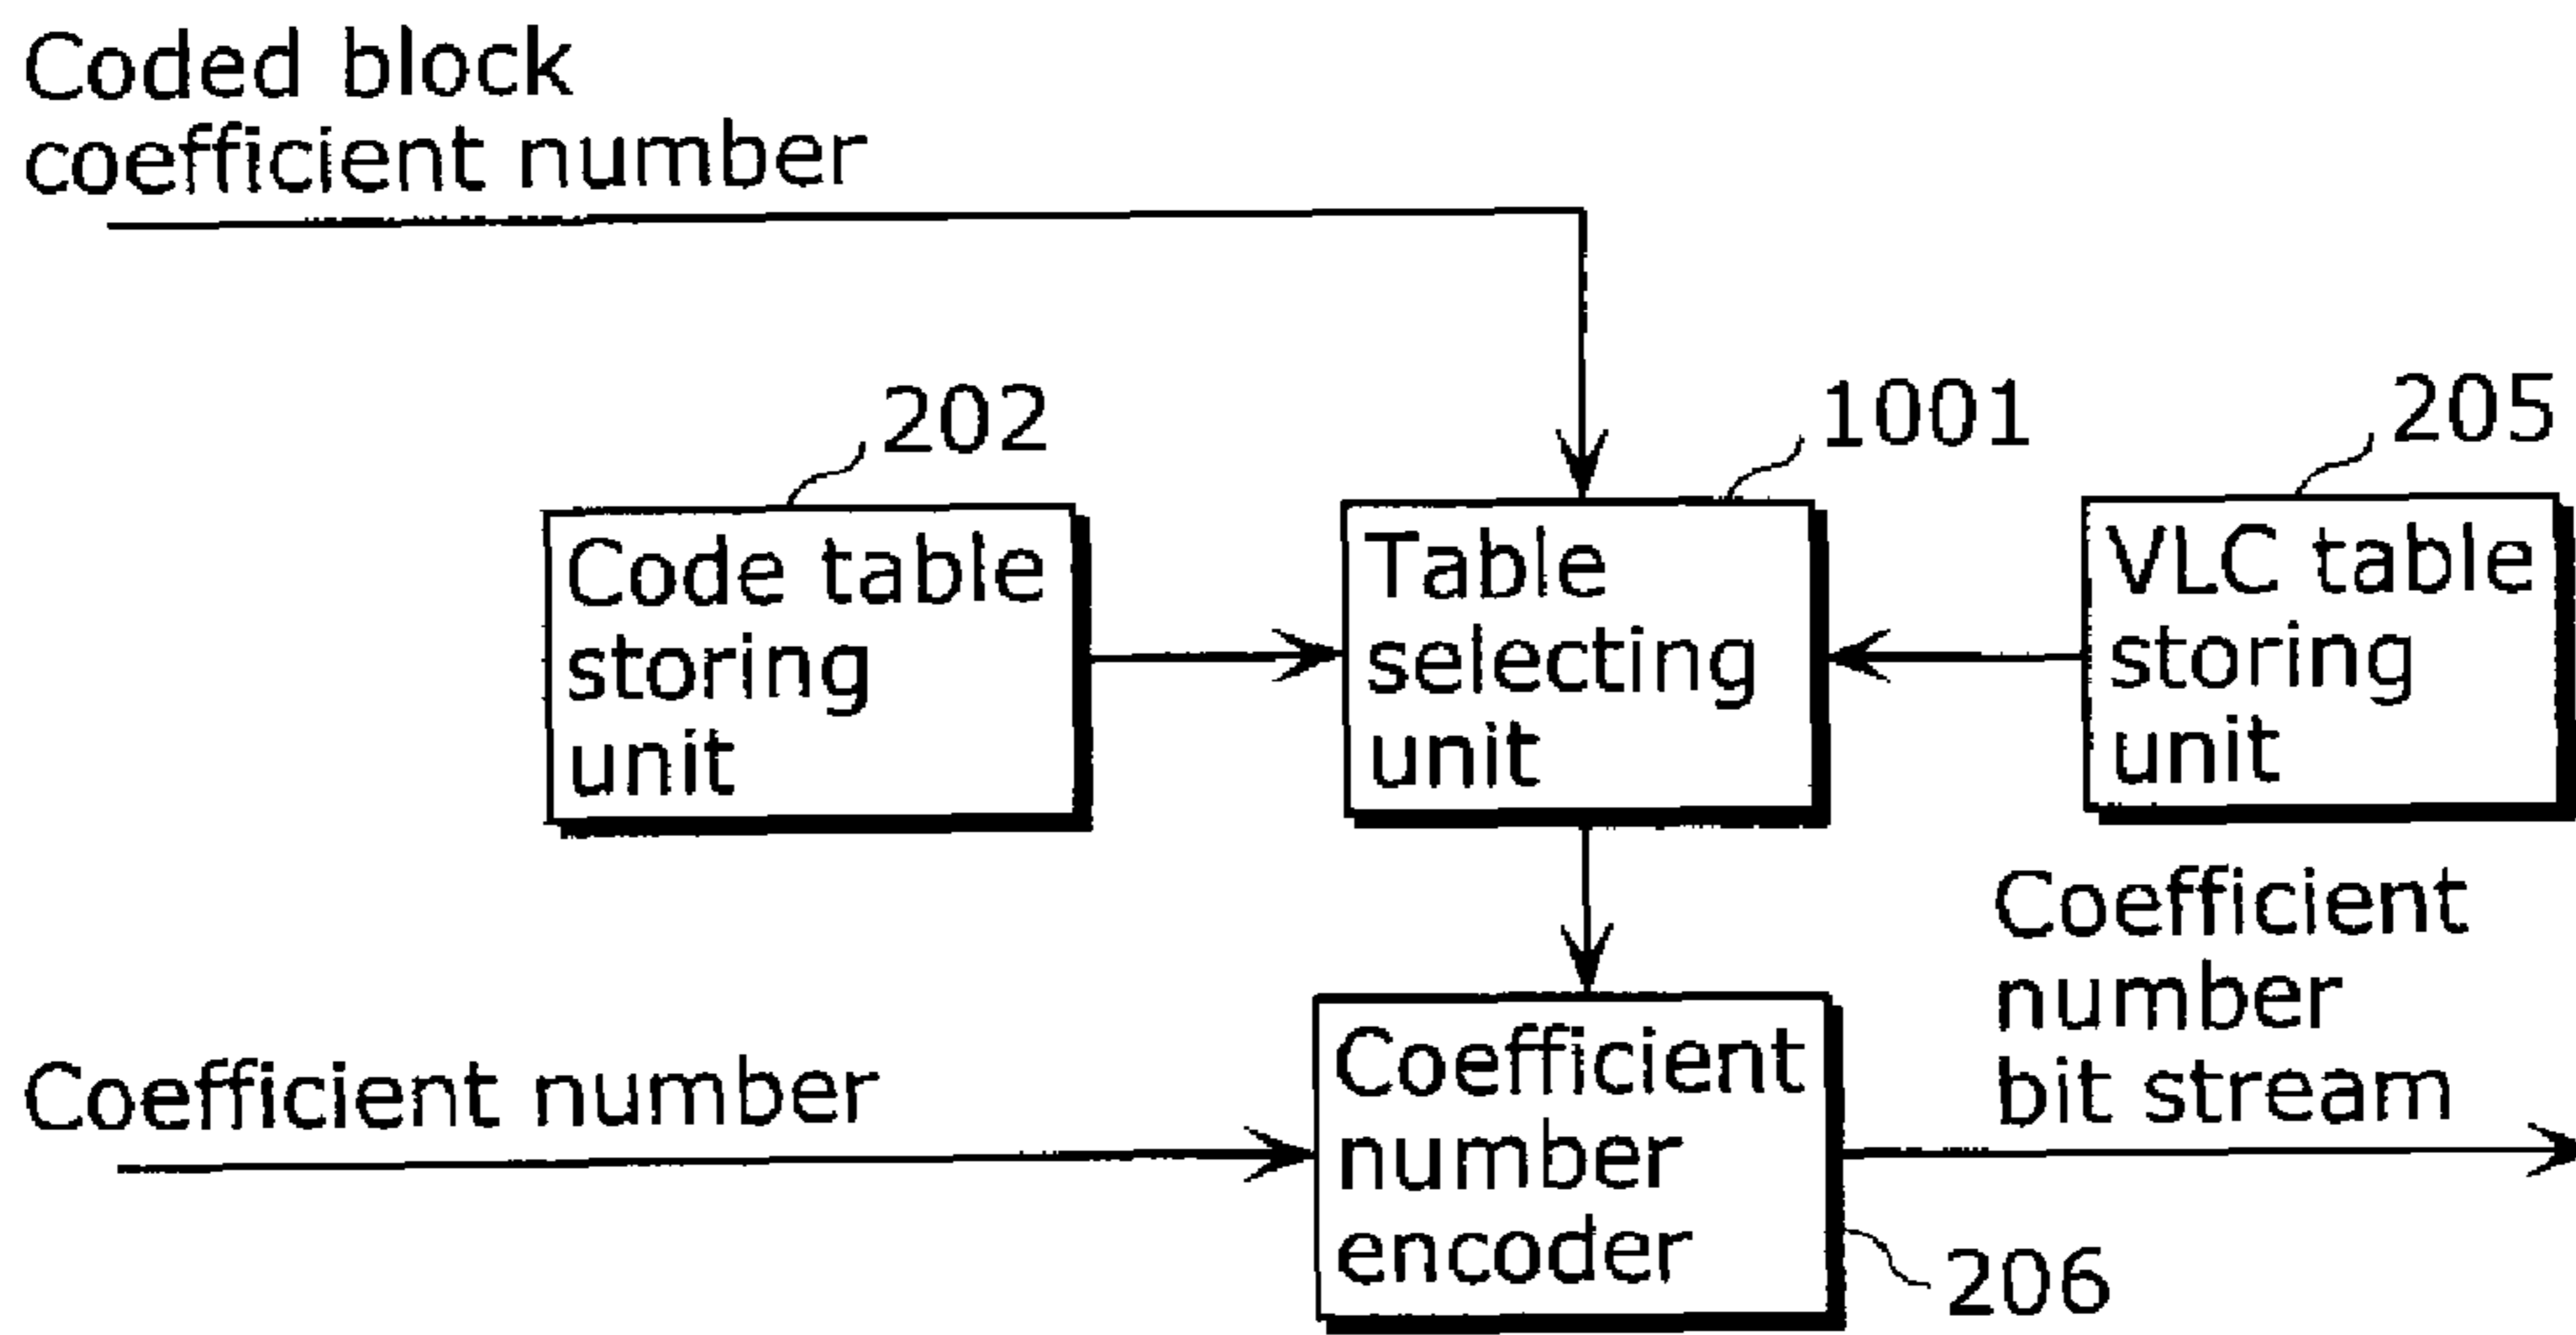 Coded block
coefficient number
202
1001
205
Code table
storing
unit
Table
selecting
unit
VLC table
storing
unit
Coefficient
number
bit stream
Coefficient number
Coefficient
number
encoder
206